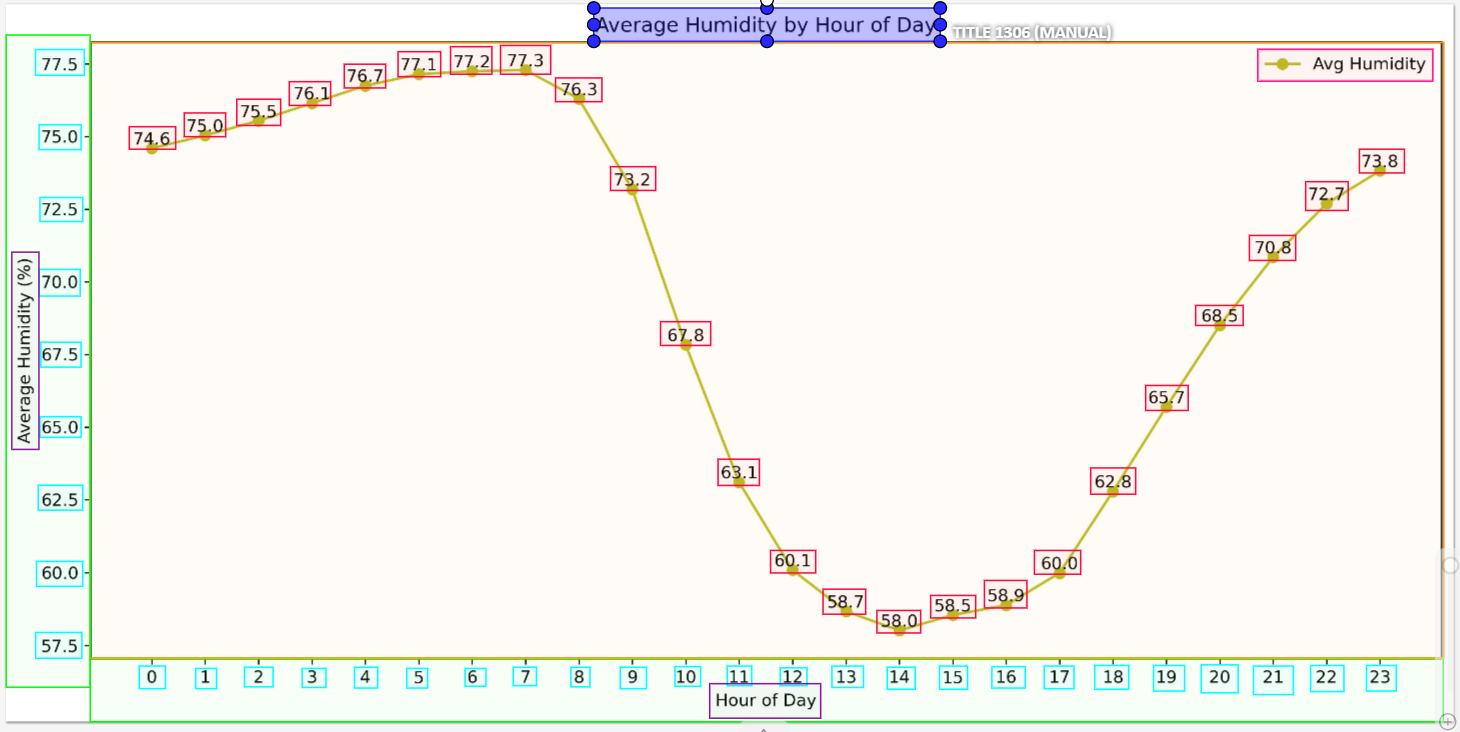 Average Humidity by Hour of Day
TITLE 1306 (MANUAL)
Avg Humidity
Average Humidity (%)
77.5
75.0
72.5
70.0
67.5
65.0
62.5
60.0
57.5
74.6 75.0 75.5 76.1 76.7 77.1 77.2 77.3 76.3 73.2 67.8 63.1 60.1 58.7 58.0 58.5 58.9 60.0 62.8 65.7 68.5 70.8 72.7 73.8
0 1 2 3 4 5 6 7 8 9 10 11 12 13 14 15 16 17 18 19 20 21 22 23
Hour of Day